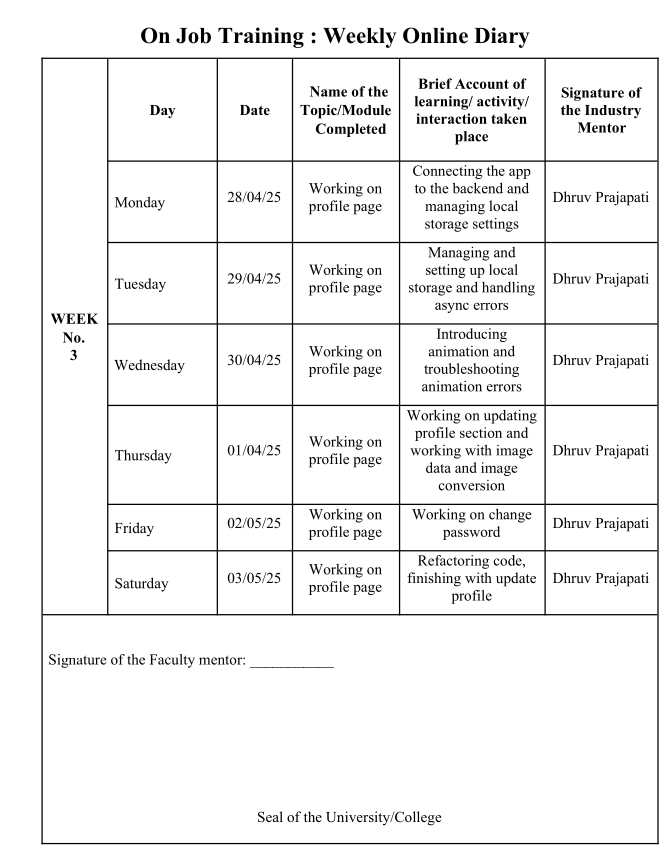 On Job Training : Weekly Online Diary
Day
Date
Name of the
Topic/Module
Completed
Brief Account of
learning/ activity/
interaction taken
place
Signature of
the Industry
Mentor
WEEK
No.
3
Monday
28/04/25
Working on
profile page
Connecting the app
to the backend and
managing local
storage settings
Dhruv Prajapati
Tuesday
29/04/25
Working on
profile page
Managing and
setting up local
storage and handling
async errors
Dhruv Prajapati
Wednesday
30/04/25
Working on
profile page
Introducing
animation and
troubleshooting
animation errors
Dhruv Prajapati
Thursday
01/04/25
Working on
profile page
Working on updating
profile section and
working with image
data and image
conversion
Dhruv Prajapati
Friday
02/05/25
Working on
profile page
Working on change
password
Dhruv Prajapati
Saturday
03/05/25
Working on
profile page
Refactoring code,
finishing with update
profile
Dhruv Prajapati
Signature of the Faculty mentor: ___________
Seal of the University/College